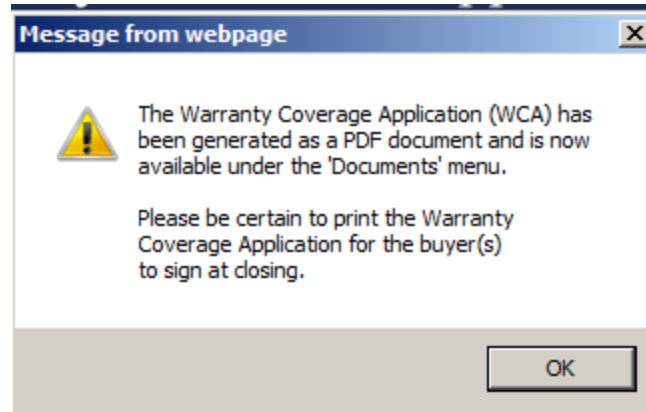 Message from webpage
The Warranty Coverage Application (WCA) has
been generated as a PDF document and is now
available under the 'Documents' menu.
Please be certain to print the Warranty
Coverage Application for the buyer(s)
to sign at closing.
OK